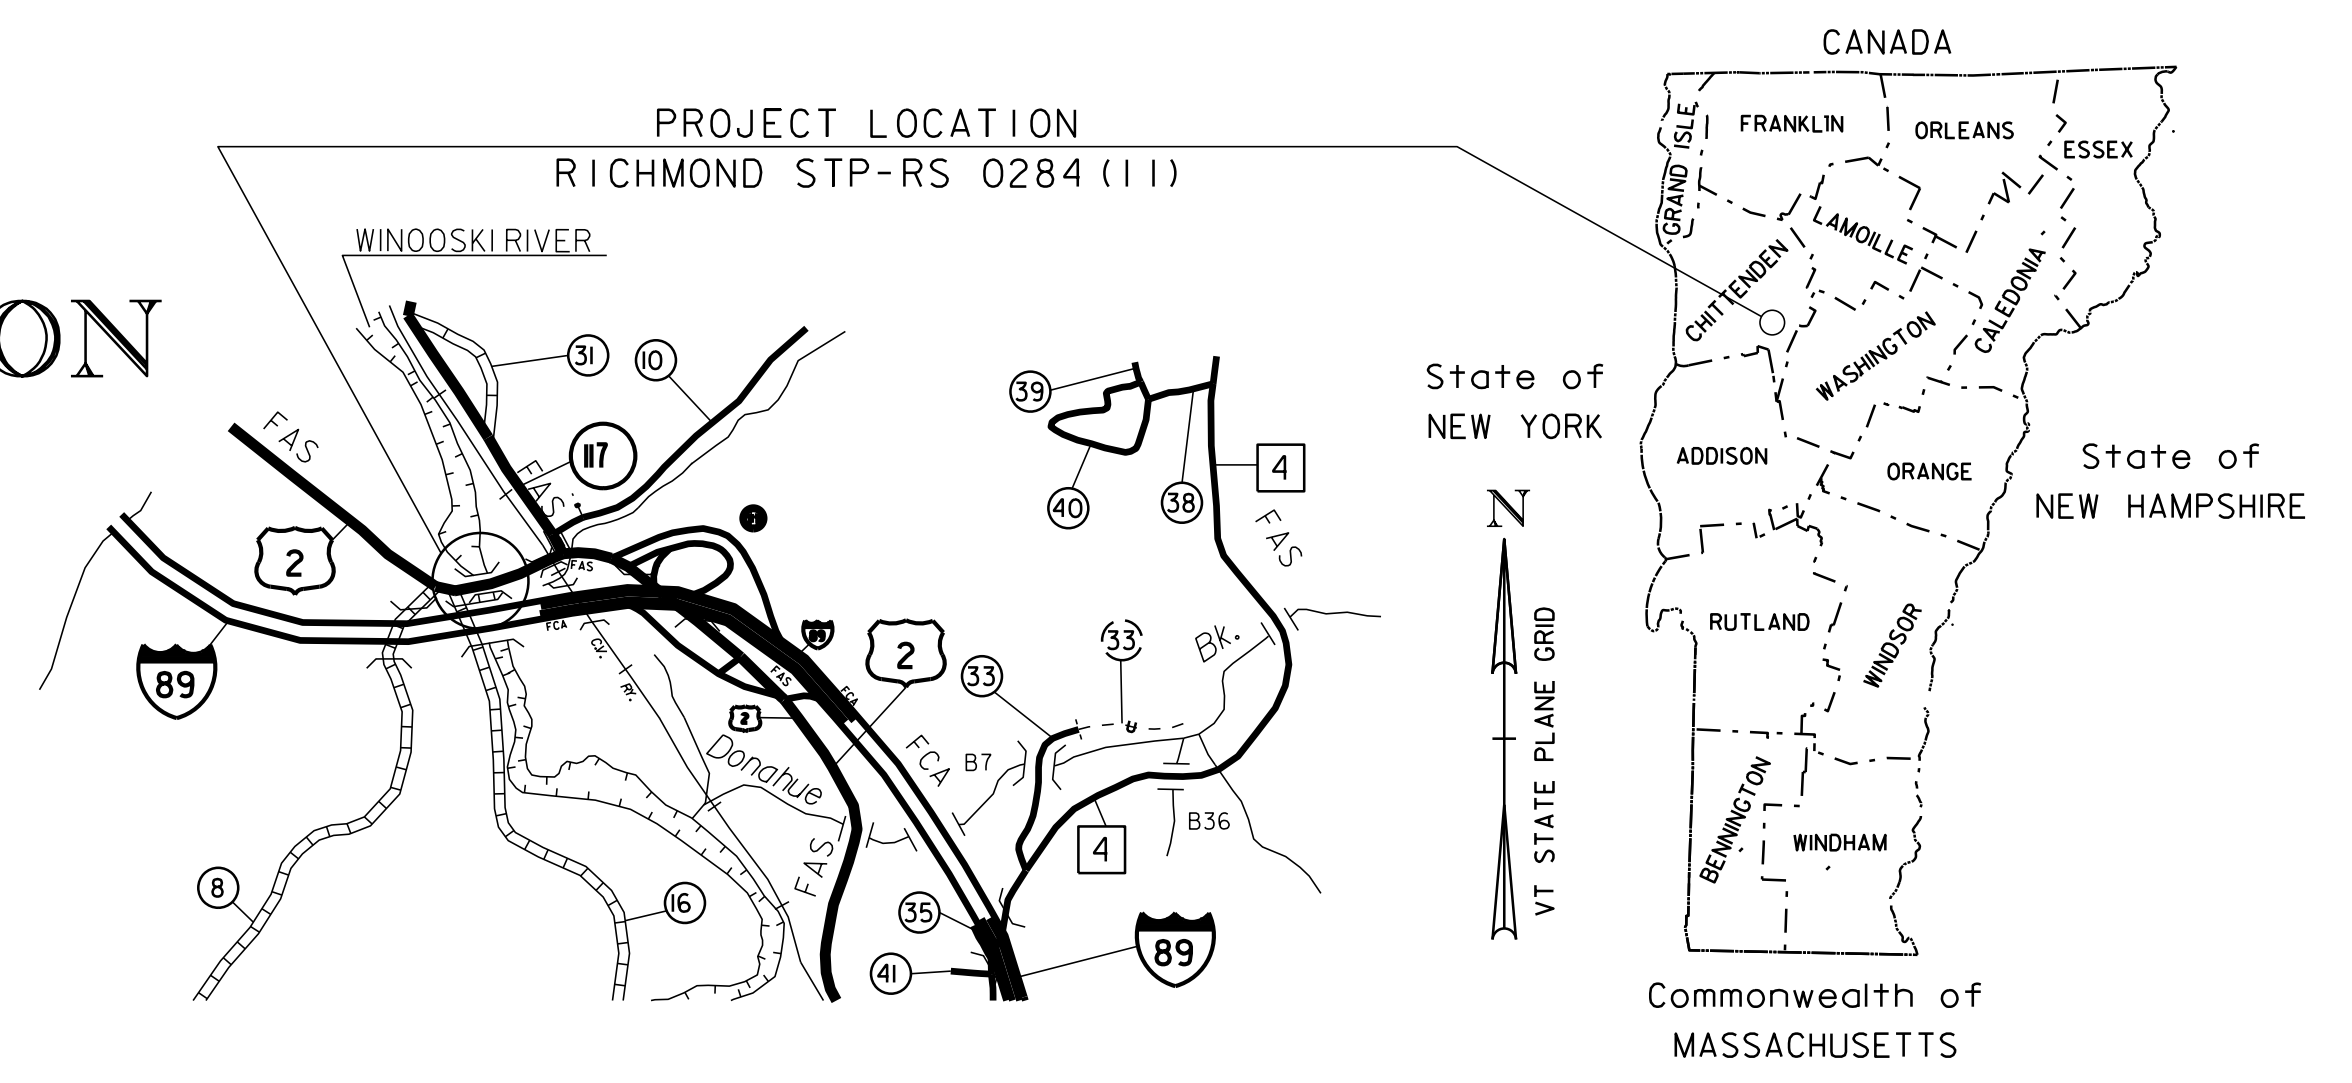 PROJECT LOCATION
RICHMOND STP-RS 0284(11)
WINOOSKI RIVER
ON
31
10
117
FAS
FAS
2
89
FAS
FCA
C.V.
RY.
89
2
2
FAS
FCA
Donahue
FAS
FCA
B7
33
33
BK.
39
40
38
4
FAS
4
B36
8
16
35
41
89
CANADA
GRAND ISLE
FRANKLIN
ORLEANS
ESSEX
LAMOILLE
CHITTENDEN
CALEDONIA
WASHINGTON
State of
NEW YORK
ADDISON
ORANGE
State of
NEW HAMPSHIRE
N
VT STATE PLANE GRID
RUTLAND
WINDSOR
BENNINGTON
WINDHAM
Commonwealth of
MASSACHUSETTS